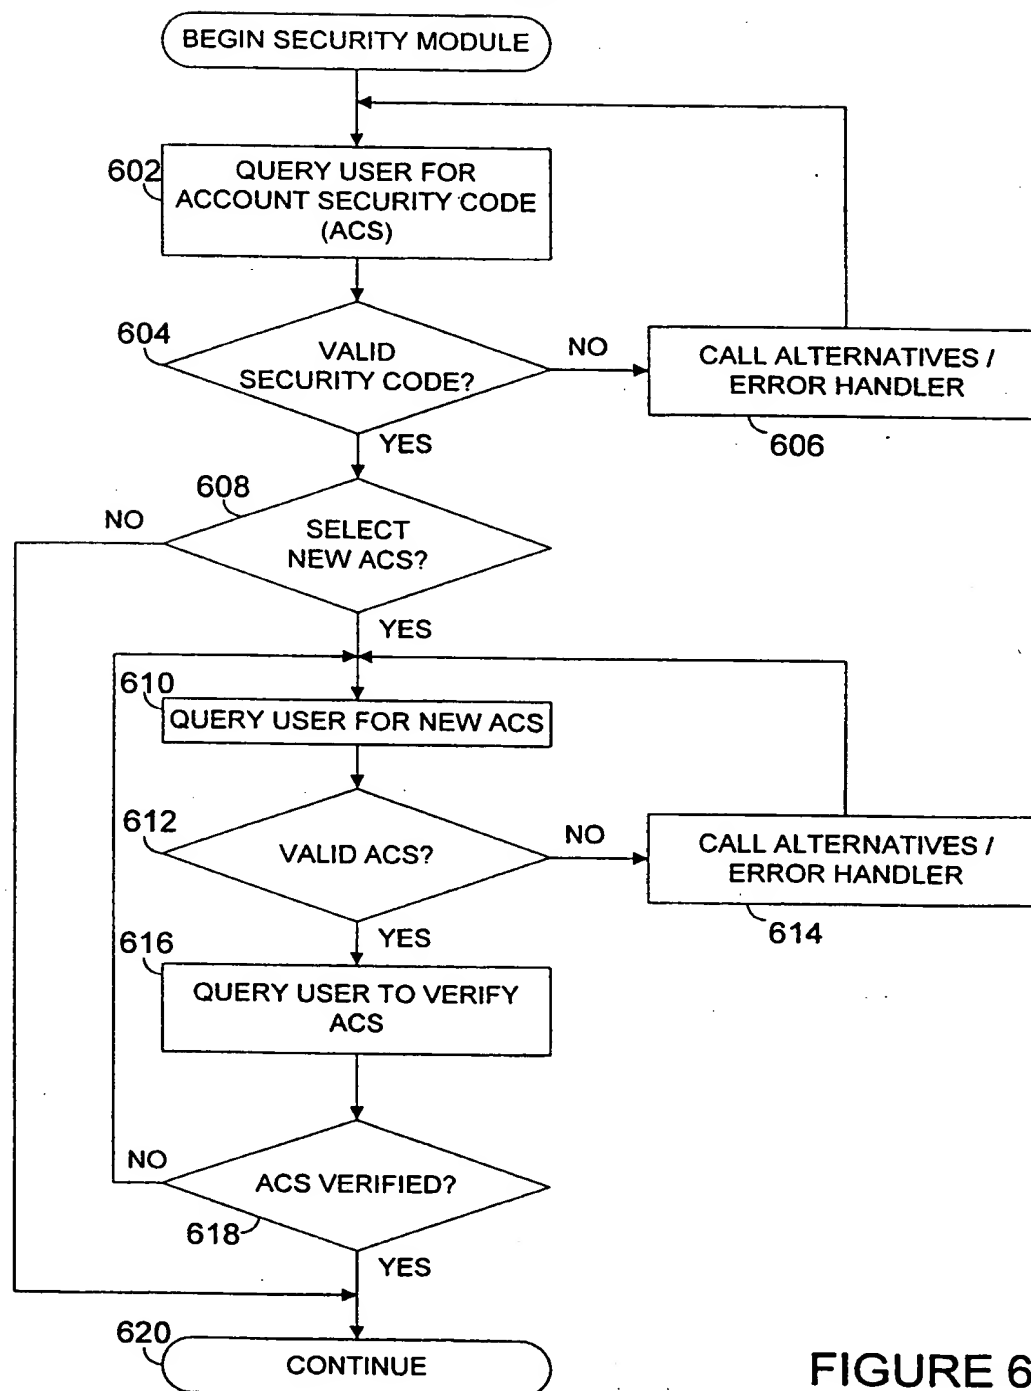 BEGIN SECURITY MODULE
602
QUERY USER FOR
ACCOUNT SECURITY CODE
(ACS)
604
VALID
SECURITY CODE?
NO
CALL ALTERNATIVES /
ERROR HANDLER
606
YES
608
NO
SELECT
NEW ACS?
YES
610
QUERY USER FOR NEW ACS
612
VALID ACS?
NO
CALL ALTERNATIVES /
ERROR HANDLER
614
YES
616
QUERY USER TO VERIFY
ACS
NO
ACS VERIFIED?
618
YES
620
CONTINUE
FIGURE 6